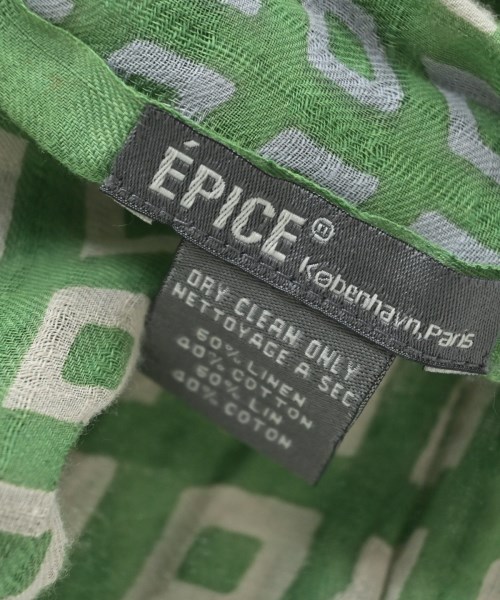 ÉPICE
København, Paris
DRY CLEAN ONLY
NETTOYAGE A SEC
60% LINEN
40% COTTON
60% LIN
40% COTON